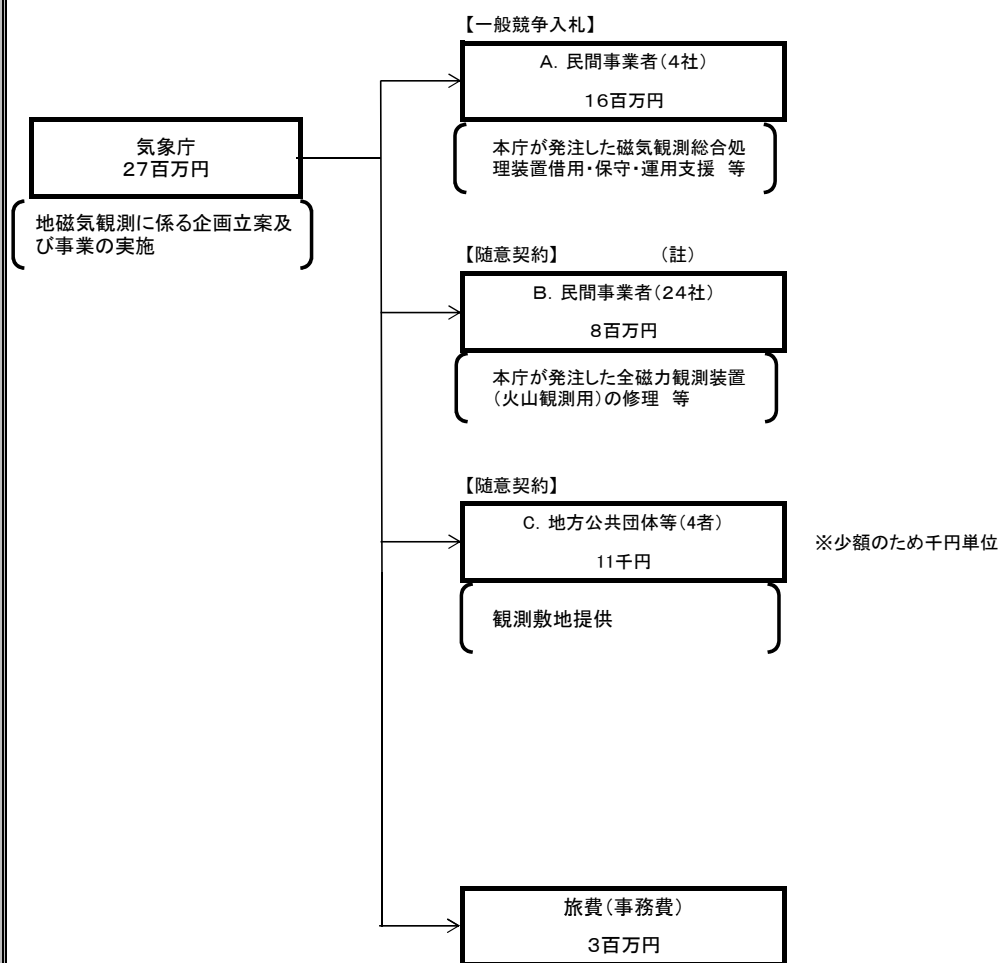 【一般競争入札】
A. 民間事業者(4社)
16百万円
本庁が発注した磁気観測総合処
理装置借用・保守・運用支援 等
気象庁
27百万円
地磁気観測に係る企画立案及
び事業の実施
【随意契約】 (註)
B. 民間事業者(24社)
8百万円
本庁が発注した全磁力観測装置
(火山観測用)の修理 等
【随意契約】
C. 地方公共団体等(4者)
11千円
※少額のため千円単位
観測敷地提供
旅費(事務費)
3百万円